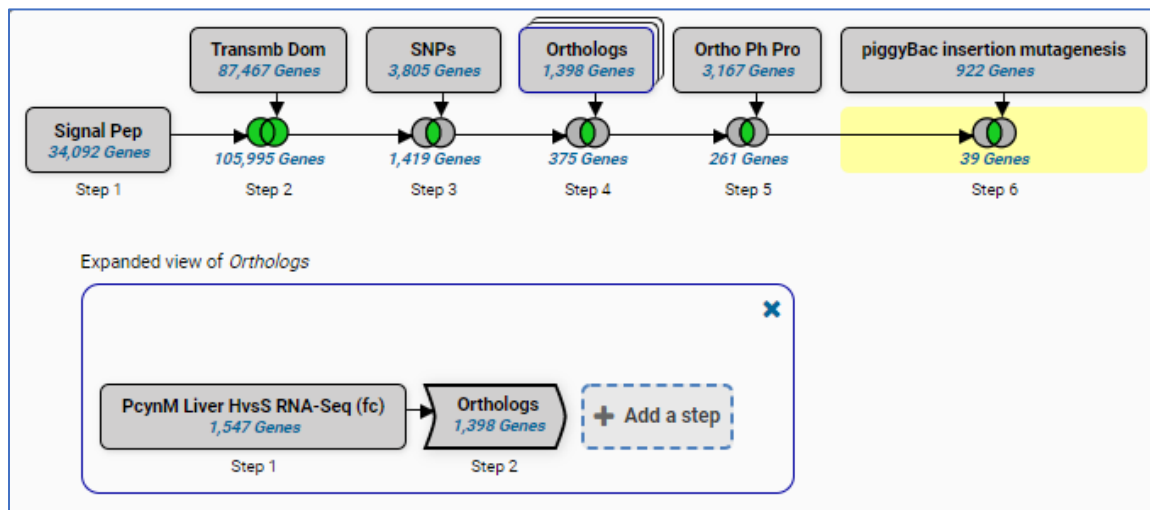 Transmb Dom
87,467 Genes
SNPs
3,805 Genes
Orthologs
1,398 Genes
Ortho Ph Pro
3,167 Genes
piggyBac insertion mutagenesis
922 Genes
Signal Pep
34,092 Genes
105,995 Genes
1,419 Genes
375 Genes
261 Genes
39 Genes
Step 1
Step 2
Step 3
Step 4
Step 5
Step 6
Expanded view of Orthologs
PcynM Liver HvsS RNA-Seq (fc)
1,547 Genes
Orthologs
1,398 Genes
+ Add a step
Step 1
Step 2